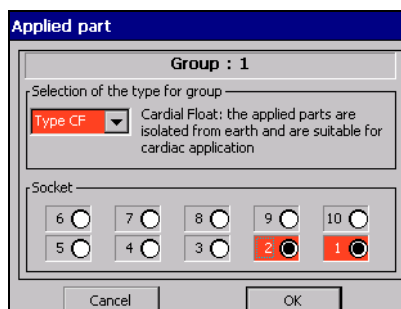 Applied part
Group : 1
Selection of the type for group
Type CF
Cardial Float: the applied parts are
isolated from earth and are suitable for
cardiac application
Socket
6 7 8 9 10
5 4 3 2 1
Cancel OK